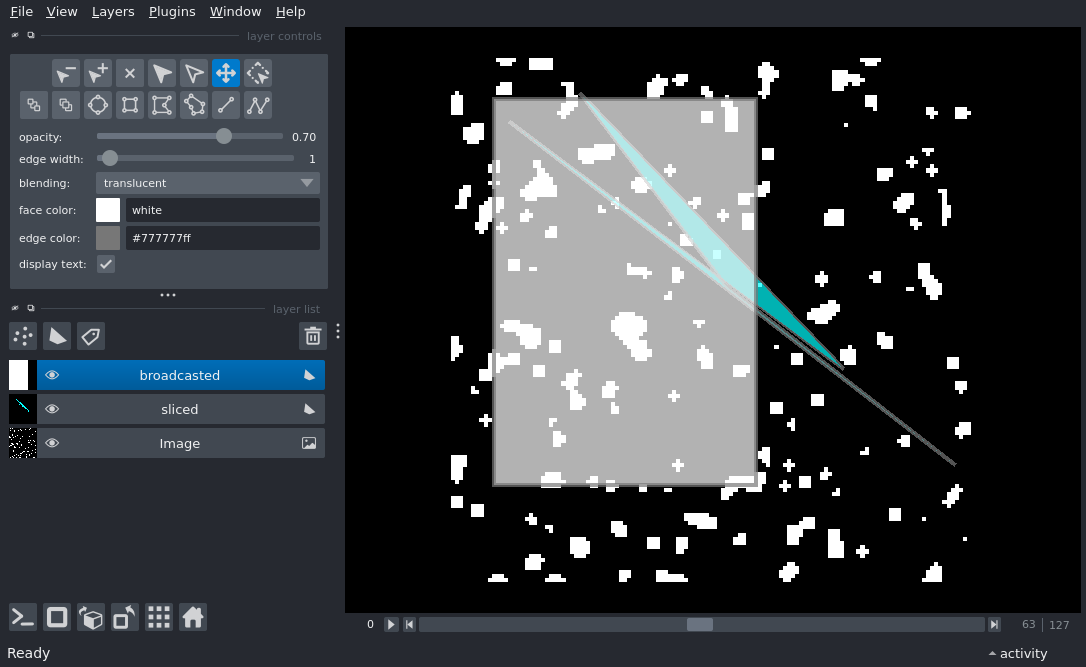 File View Layers Plugins Window Help
layer controls
opacity: 0.70
edge width: 1
blending: translucent
face color: white
edge color: #777777ff
display text:
layer list
broadcasted
sliced
Image
0 63 127
Ready
activity